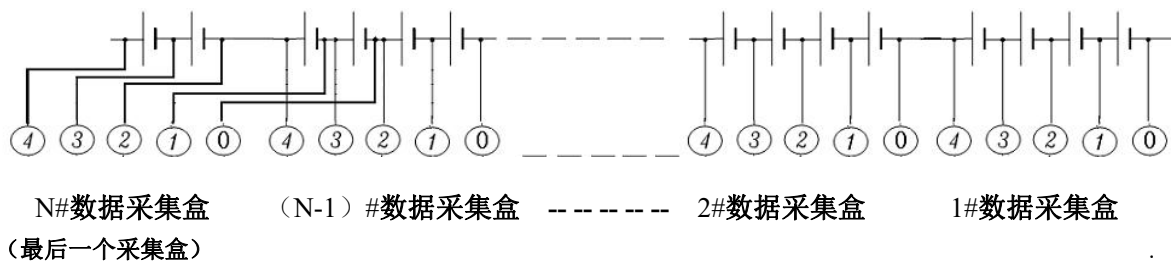 4 3 2 1 0 4 3 2 1 0 4 3 2 1 0 4 3 2 1 0
N#数据采集盒 （N-1）#数据采集盒 -- -- -- -- -- 2#数据采集盒 1#数据采集盒
（最后一个采集盒） .